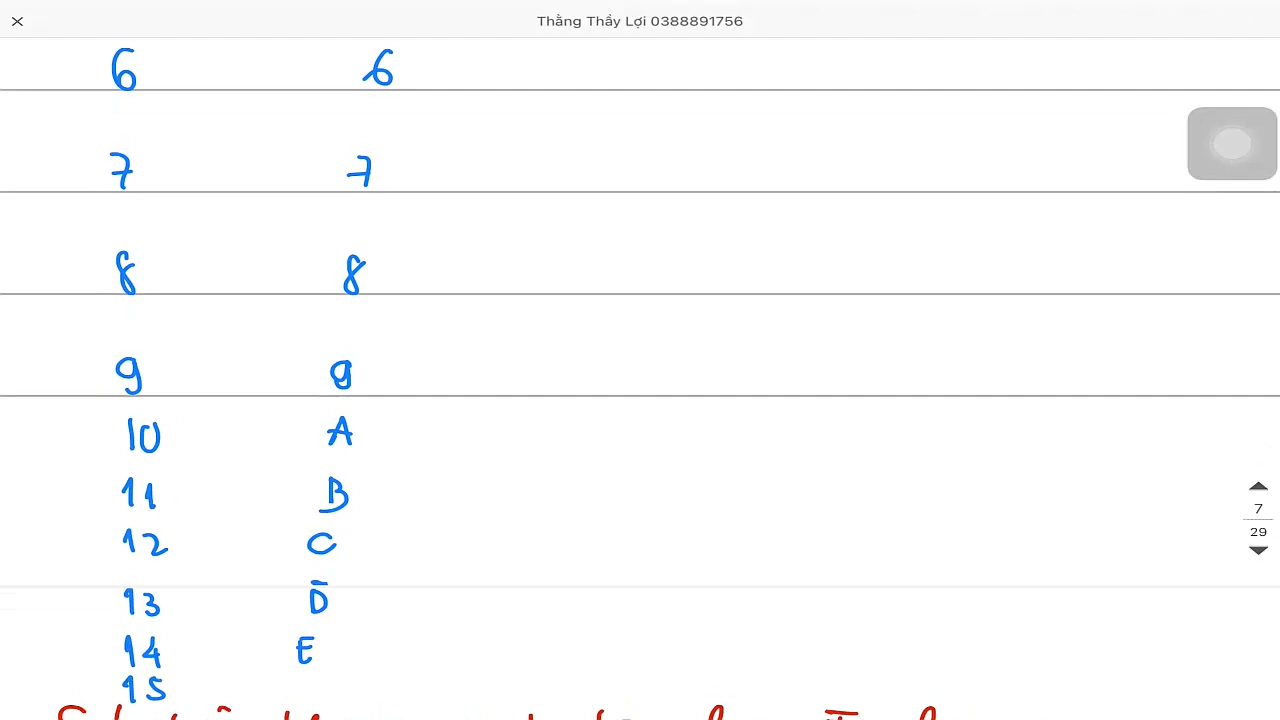 Thằng Thầy Lợi 0388891756
6 6
7 7
8 8
9 9
10 A
11 B
12 C
13 D
14 E
15
7
29